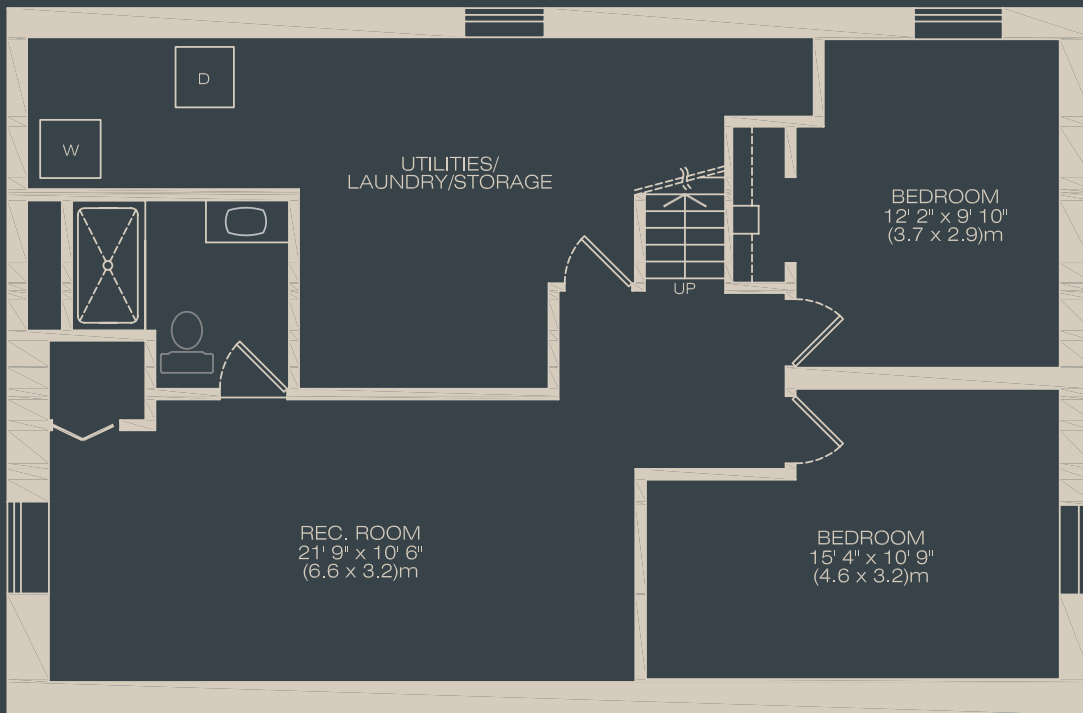 D
W
UTILITIES/
LAUNDRY/STORAGE
BEDROOM
12' 2" x 9' 10"
(3.7 x 2.9)m
UP
REC. ROOM
21' 9" x 10' 6"
(6.6 x 3.2)m
BEDROOM
15' 4" x 10' 9"
(4.6 x 3.2)m